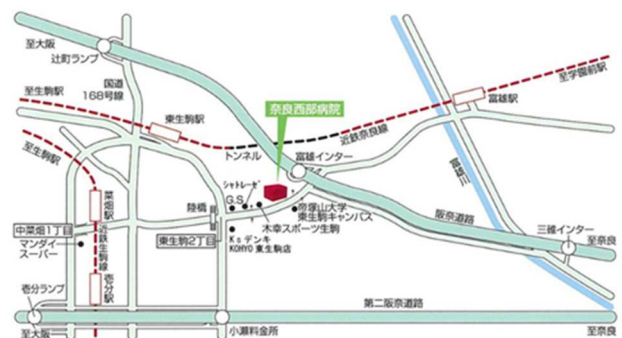 至大阪
辻町ランプ
国道
168号線
至生駒駅
東生駒駅
奈良西部病院
近鉄奈良線
富雄駅
至学園前駅
至生駒駅
トンネル
富雄インター
富雄川
シャトレーゼ
G.S
陸橋
帝塚山大学
東生駒キャンパス
木幸スポーツ生駒
阪奈道路
三碓インター
至奈良
菜畑駅
中菜畑1丁目
マンダイ
スーパー
近鉄生駒線
東生駒2丁目
Ksデンキ
KOHYO 東生駒店
壱分駅
壱分ランプ
第二阪奈道路
至大阪
小瀬料金所
至奈良